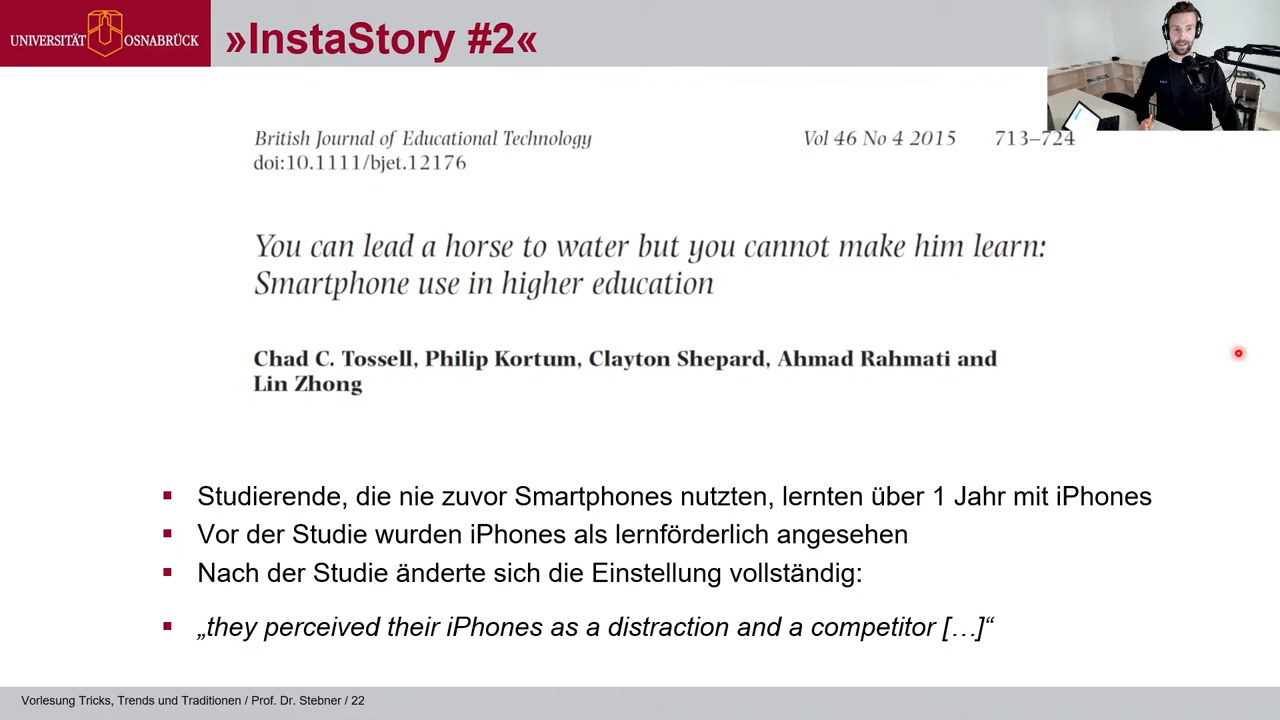 UNIVERSITÄT OSNABRÜCK
»InstaStory #2«
British Journal of Educational Technology Vol 46 No 4 2015 713–724
doi:10.1111/bjet.12176
You can lead a horse to water but you cannot make him learn:
Smartphone use in higher education
Chad C. Tossell, Philip Kortum, Clayton Shepard, Ahmad Rahmati and
Lin Zhong
Studierende, die nie zuvor Smartphones nutzten, lernten über 1 Jahr mit iPhones
Vor der Studie wurden iPhones als lernförderlich angesehen
Nach der Studie änderte sich die Einstellung vollständig:
„they perceived their iPhones as a distraction and a competitor […]“
Vorlesung Tricks, Trends und Traditionen / Prof. Dr. Stebner / 22